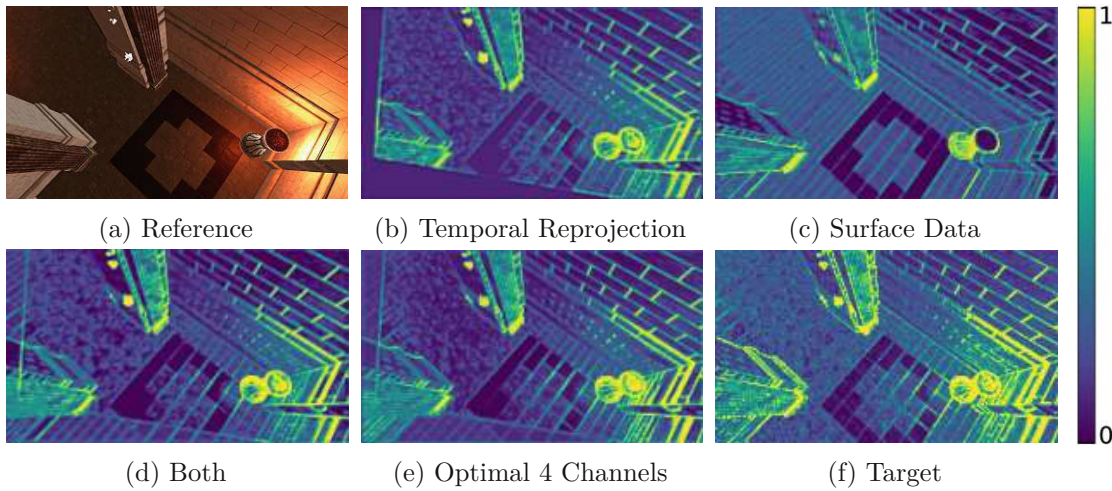 1
(a) Reference
(b) Temporal Reprojection
(c) Surface Data
0
(d) Both
(e) Optimal 4 Channels
(f) Target